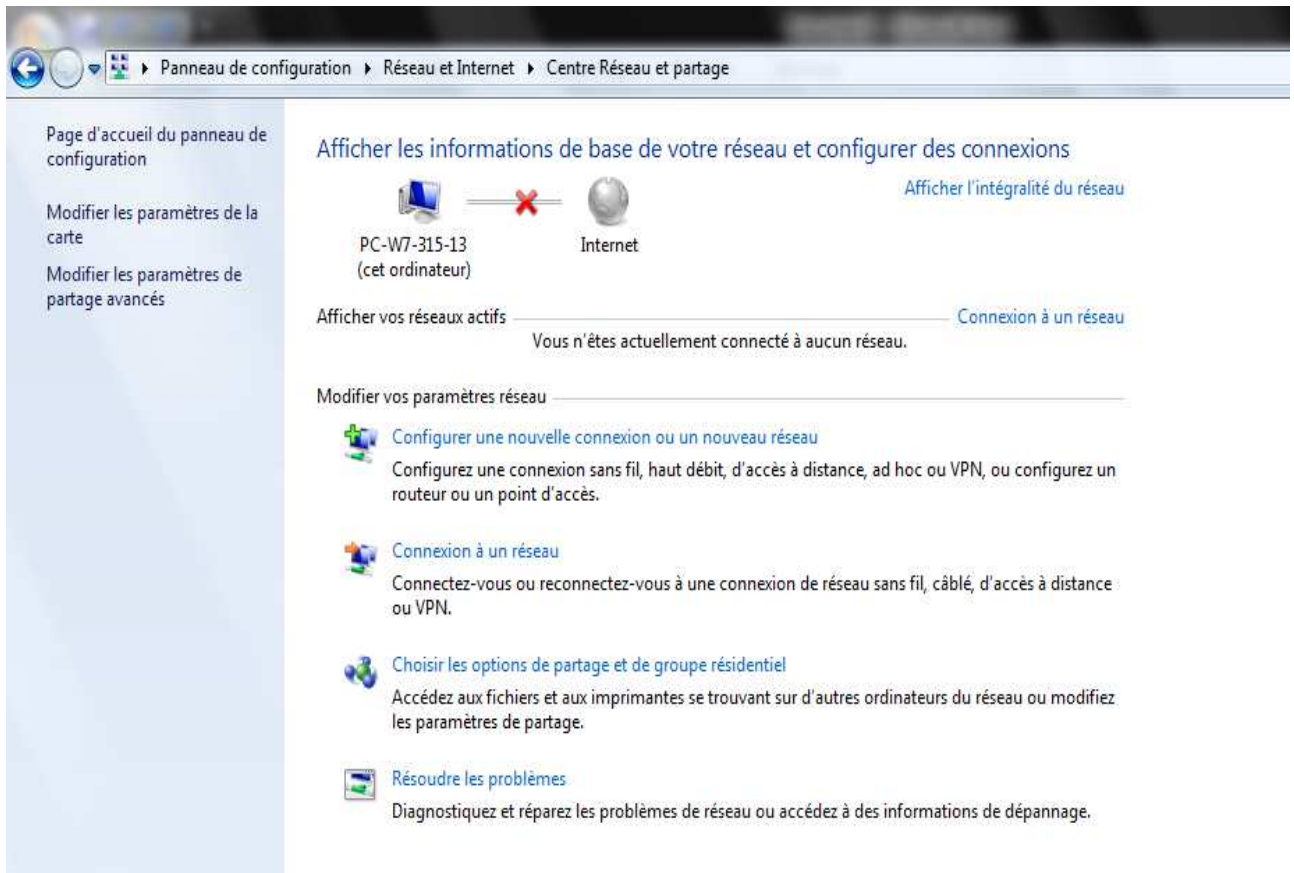 Panneau de configuration ▸ Réseau et Internet ▸ Centre Réseau et partage
Page d'accueil du panneau de
configuration
Modifier les paramètres de la
carte
Modifier les paramètres de
partage avancés
Afficher les informations de base de votre réseau et configurer des connexions
Afficher l'intégralité du réseau
PC-W7-315-13
(cet ordinateur)
Internet
Afficher vos réseaux actifs
Connexion à un réseau
Vous n'êtes actuellement connecté à aucun réseau.
Modifier vos paramètres réseau
Configurer une nouvelle connexion ou un nouveau réseau
Configurez une connexion sans fil, haut débit, d'accès à distance, ad hoc ou VPN, ou configurez un
routeur ou un point d'accès.
Connexion à un réseau
Connectez-vous ou reconnectez-vous à une connexion de réseau sans fil, câblé, d'accès à distance
ou VPN.
Choisir les options de partage et de groupe résidentiel
Accédez aux fichiers et aux imprimantes se trouvant sur d'autres ordinateurs du réseau ou modifiez
les paramètres de partage.
Résoudre les problèmes
Diagnostiquez et réparez les problèmes de réseau ou accédez à des informations de dépannage.